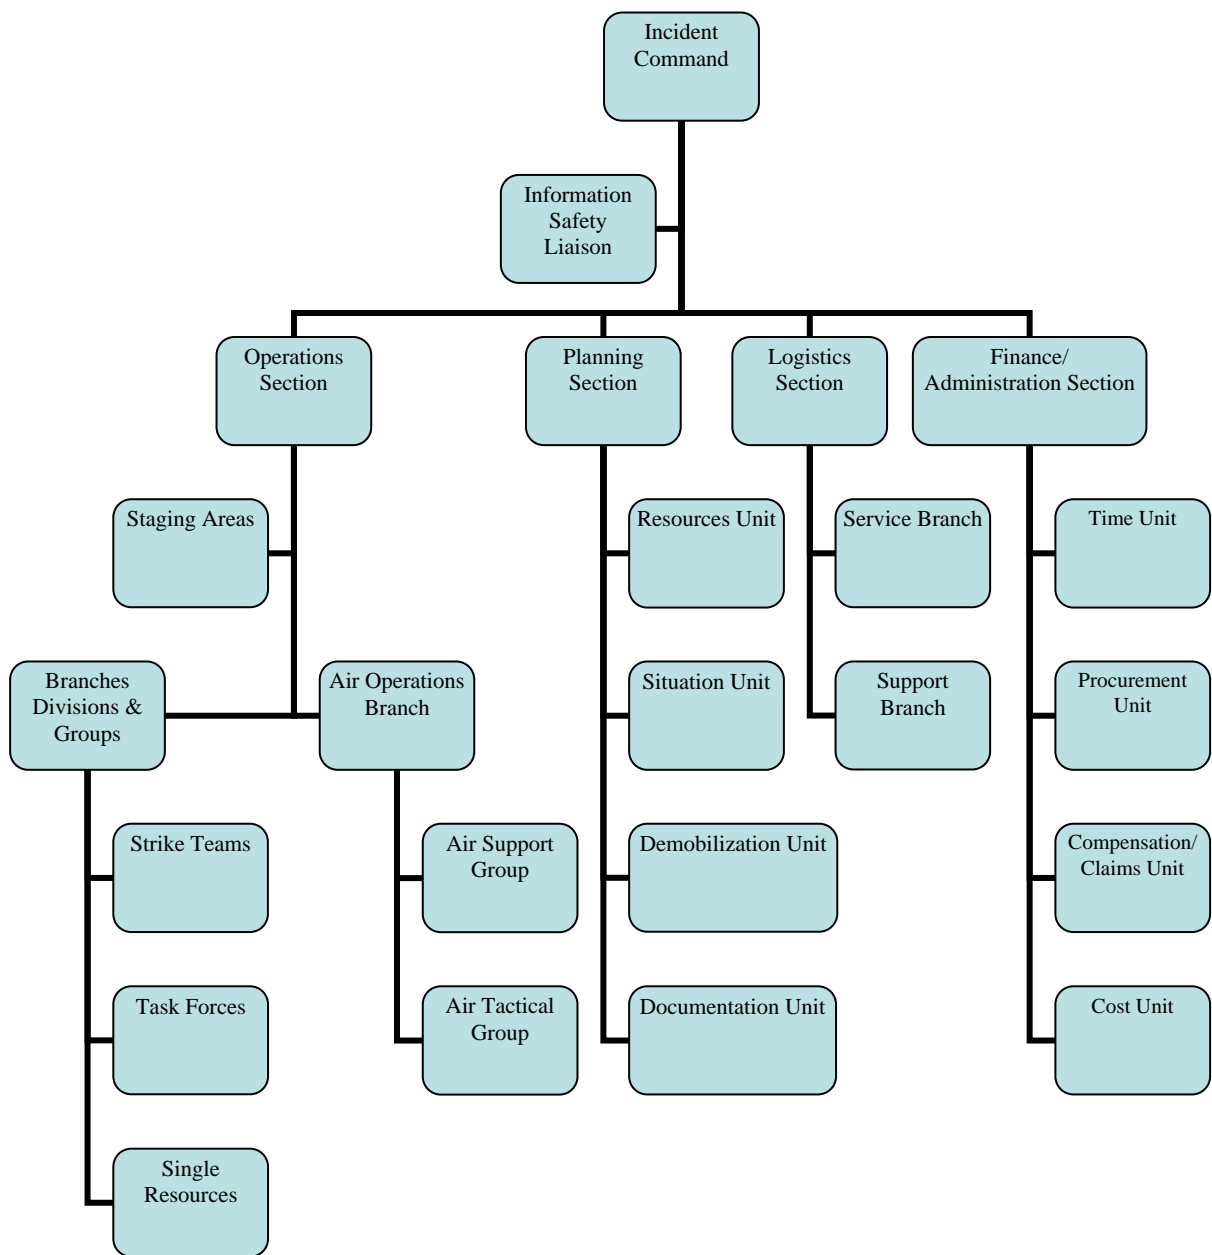 Incident
Command
Information
Safety
Liaison
Operations
Section
Planning
Section
Logistics
Section
Finance/
Administration Section
Staging Areas
Resources Unit
Service Branch
Time Unit
Branches
Divisions &
Groups
Air Operations
Branch
Situation Unit
Support
Branch
Procurement
Unit
Strike Teams
Air Support
Group
Demobilization Unit
Compensation/
Claims Unit
Task Forces
Air Tactical
Group
Documentation Unit
Cost Unit
Single
Resources